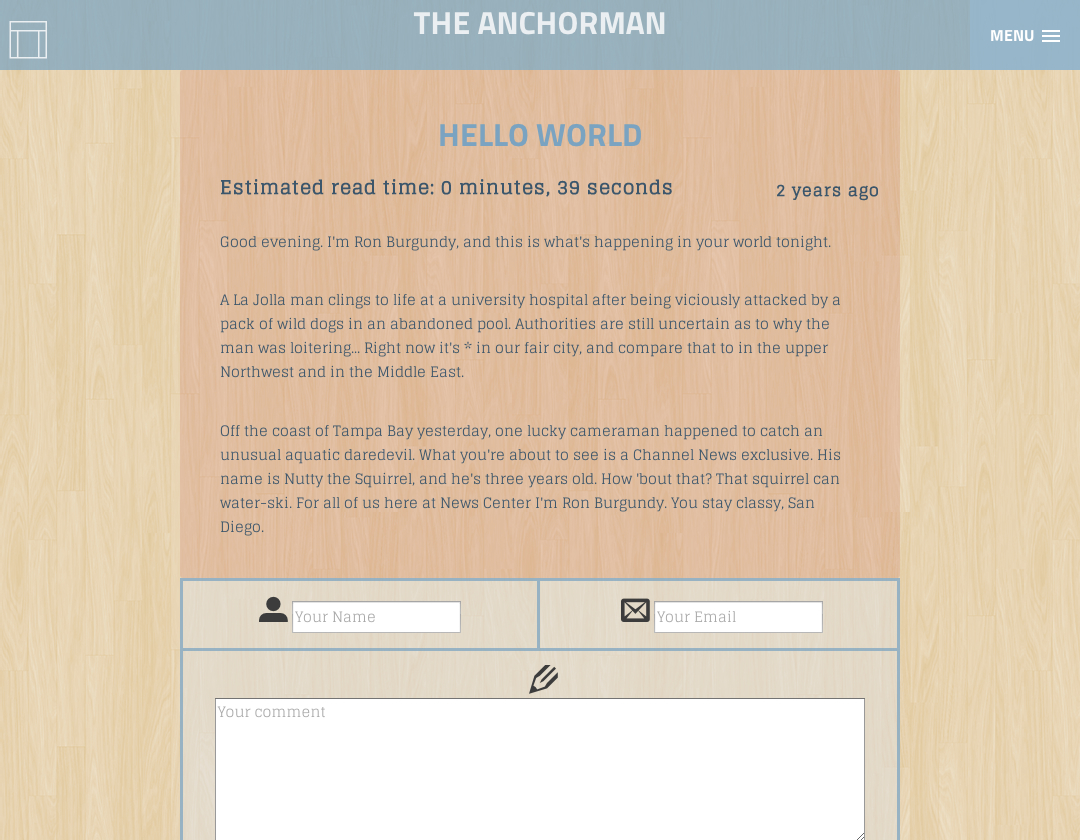 THE ANCHORMAN
MENU
HELLO WORLD
Estimated read time: 0 minutes, 39 seconds
2 years ago
Good evening. I'm Ron Burgundy, and this is what's happening in your world tonight.
A La Jolla man clings to life at a university hospital after being viciously attacked by a
pack of wild dogs in an abandoned pool. Authorities are still uncertain as to why the
man was loitering... Right now it's * in our fair city, and compare that to in the upper
Northwest and in the Middle East.
Off the coast of Tampa Bay yesterday, one lucky cameraman happened to catch an
unusual aquatic daredevil. What you're about to see is a Channel News exclusive. His
name is Nutty the Squirrel, and he's three years old. How 'bout that? That squirrel can
water-ski. For all of us here at News Center I'm Ron Burgundy. You stay classy, San
Diego.
Your Name
Your Email
Your comment